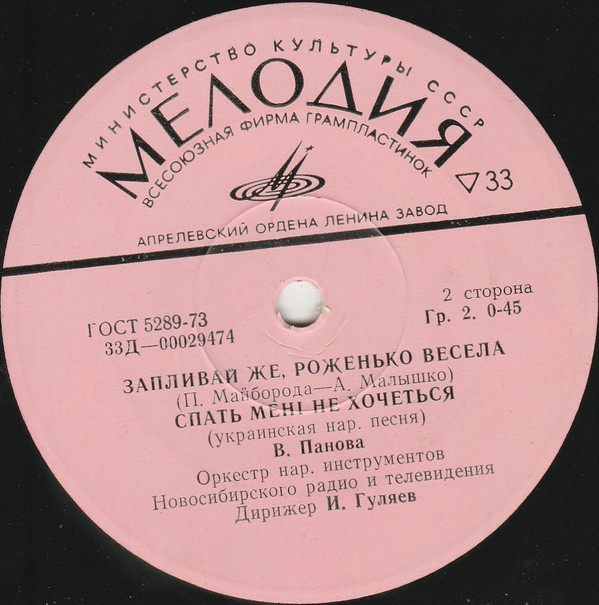 МИНИСТЕРСТВО КУЛЬТУРЫ СССР
МЕЛОДИЯ
ВСЕСОЮЗНАЯ ФИРМА ГРАМПЛАСТИНОК
33
АПРЕЛЕВСКИЙ ОРДЕНА ЛЕНИНА ЗАВОД
ГОСТ 5289-73
33Д—00029474
2 сторона
Гр. 2. 0-45
ЗАПЛИВАЙ ЖЕ, РОЖЕНЬКО ВЕСЕЛА
(П. Майборода—А. Малышко)
СПАТЬ МЕНІ НЕ ХОЧЕТЬСЯ
(украинская нар. песня)
В. Панова
Оркестр нар. инструментов
Новосибирского радио и телевидения
Дирижер И. Гуляев